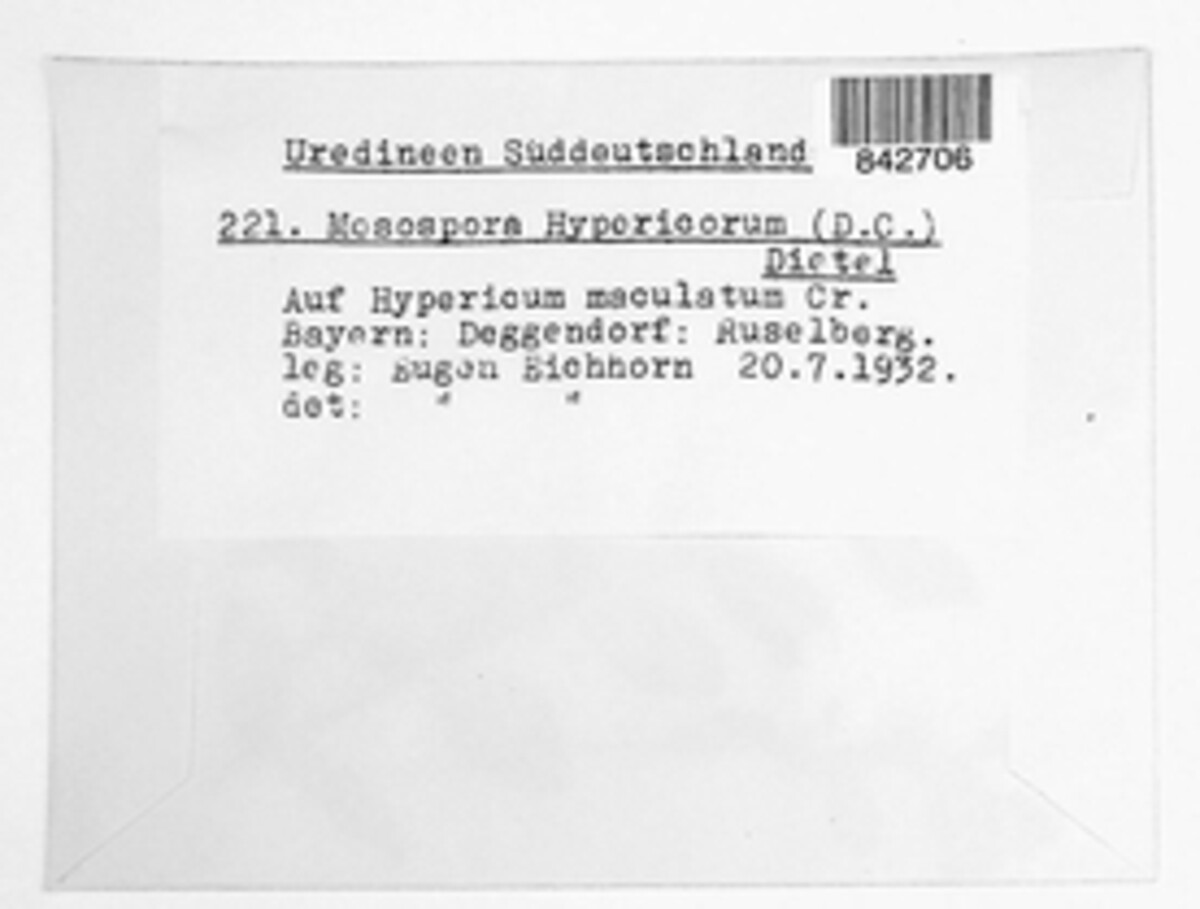 Uredineen Süddeutschland
842706
221. Mesospora Hypericorum (D.C.)
Dietel
Auf Hypericum maculatum Cr.
Bayern: Deggendorf: Ruselberg.
leg: Eugen Eichhorn 20.7.1932.
det: " "